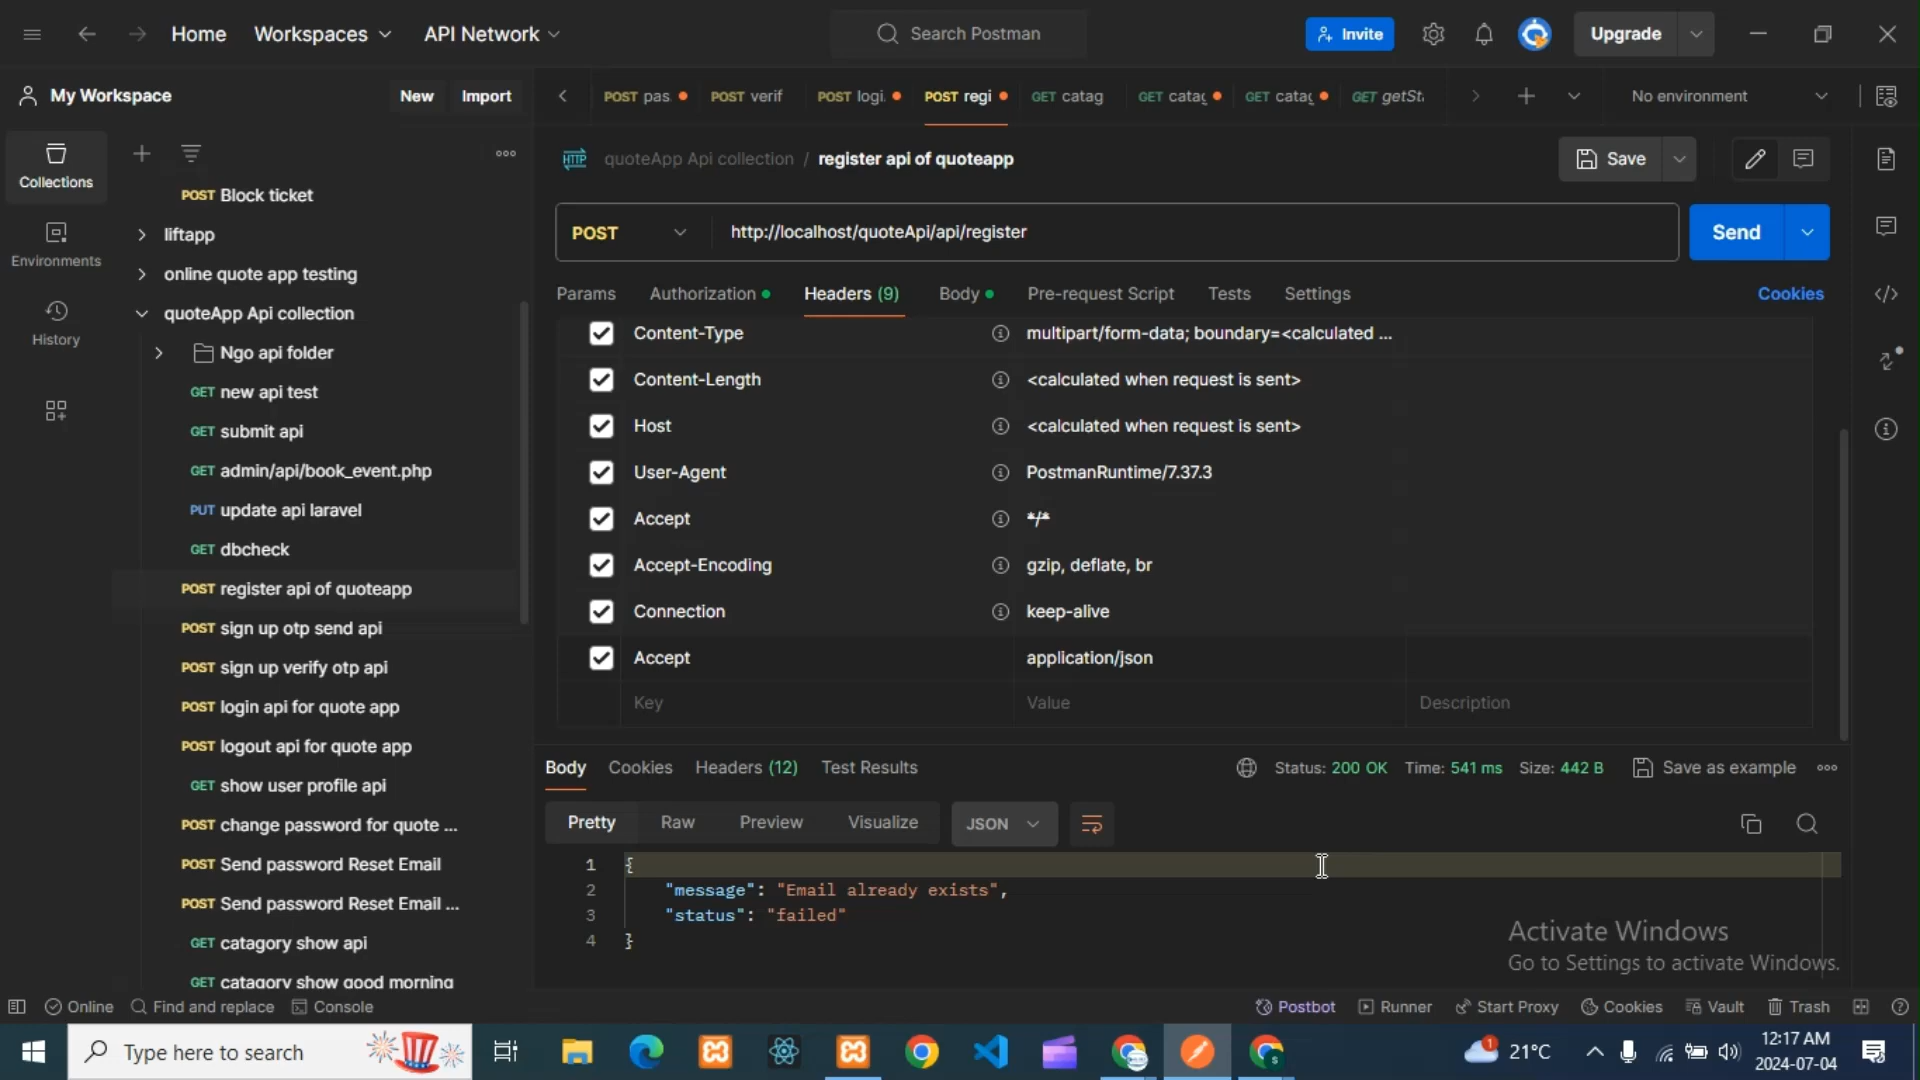 Home Workspaces API Network Search Postman Invite Upgrade
My Workspace New Import POST pas POST verif POST logi. POST regi GET catag GET catag GET catag GET getSt. No environment
Collections
quoteApp Api collection / register api of quoteapp Save
POST Block ticket
liftapp
POST http://localhost/quoteApi/api/register Send
Environments
online quote app testing
Params Authorization Headers (9) Body Pre-request Script Tests Settings Cookies
History
quoteApp Api collection
Content-Type multipart/form-data; boundary=<calculated ...
Ngo api folder
Content-Length <calculated when request is sent>
GET new api test
Host <calculated when request is sent>
GET submit api
User-Agent PostmanRuntime/7.37.3
GET admin/api/book_event.php
Accept */*
PUT update api laravel
Accept-Encoding gzip, deflate, br
GET dbcheck
Connection keep-alive
POST register api of quoteapp
Accept application/json
POST sign up otp send api
Key Value Description
POST sign up verify otp api
POST login api for quote app
POST logout api for quote app
GET show user profile api
POST change password for quote ...
POST Send password Reset Email
POST Send password Reset Email ...
GET catagory show api
GET catagory show good morning
Body Cookies Headers (12) Test Results Status: 200 OK Time: 541 ms Size: 442 B Save as example
Pretty Raw Preview Visualize JSON
1 {
2 "message": "Email already exists",
3 "status": "failed"
4 }
Activate Windows
Go to Settings to activate Windows.
Online Find and replace Console Postbot Runner Start Proxy Cookies Vault Trash
Type here to search 1 21°C 12:17 AM
2024-07-04